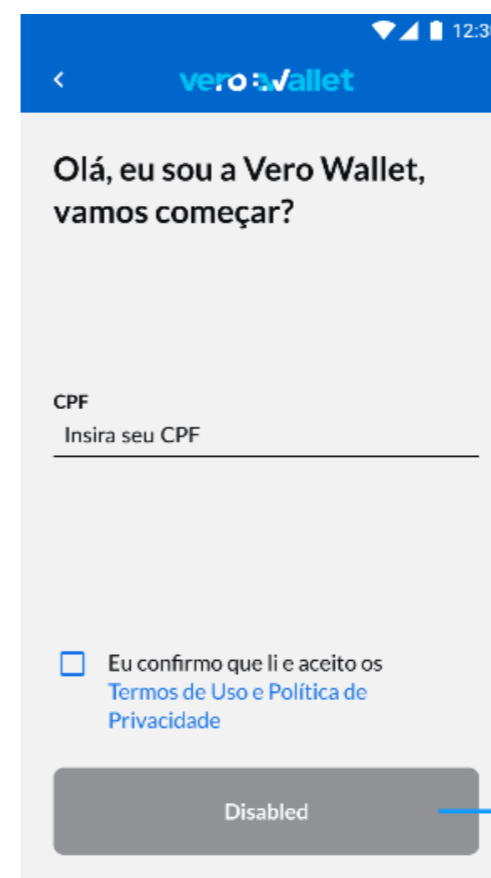 12:30
vero wallet
Olá, eu sou a Vero Wallet,
vamos começar?
CPF
Insira seu CPF
Eu confirmo que li e aceito os
Termos de Uso e Política de
Privacidade
Disabled